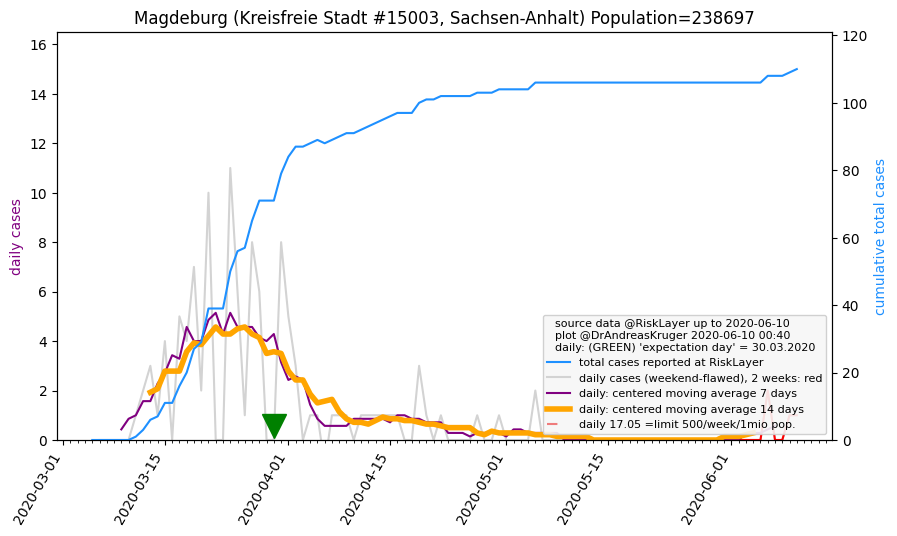 Magdeburg (Kreisfreie Stadt #15003, Sachsen-Anhalt) Population=238697
16
14
12
10
8
6
4
2
0
daily cases
120
100
80
60
40
20
0
cumulative total cases
source data @RiskLayer up to 2020-06-10
plot @DrAndreasKruger 2020-06-10 00:40
daily: (GREEN) 'expectation day' = 30.03.2020
total cases reported at RiskLayer
daily cases (weekend-flawed), 2 weeks: red
daily: centered moving average 7 days
daily: centered moving average 14 days
daily 17.05 =limit 500/week/1mio pop.
2020-03-01
2020-03-15
2020-04-01
2020-04-15
2020-05-01
2020-05-15
2020-06-01